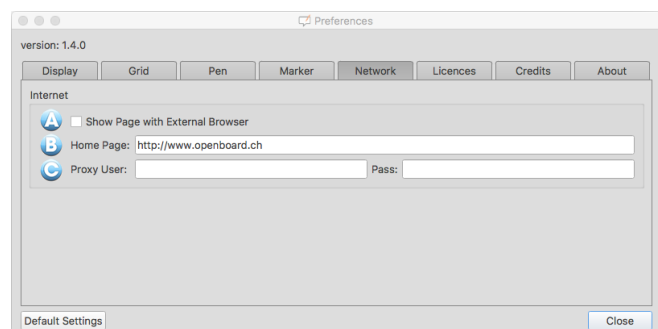 Preferences
version: 1.4.0
Display Grid Pen Marker Network Licences Credits About
Internet
A Show Page with External Browser
B Home Page: http://www.openboard.ch
C Proxy User: Pass:
Default Settings Close